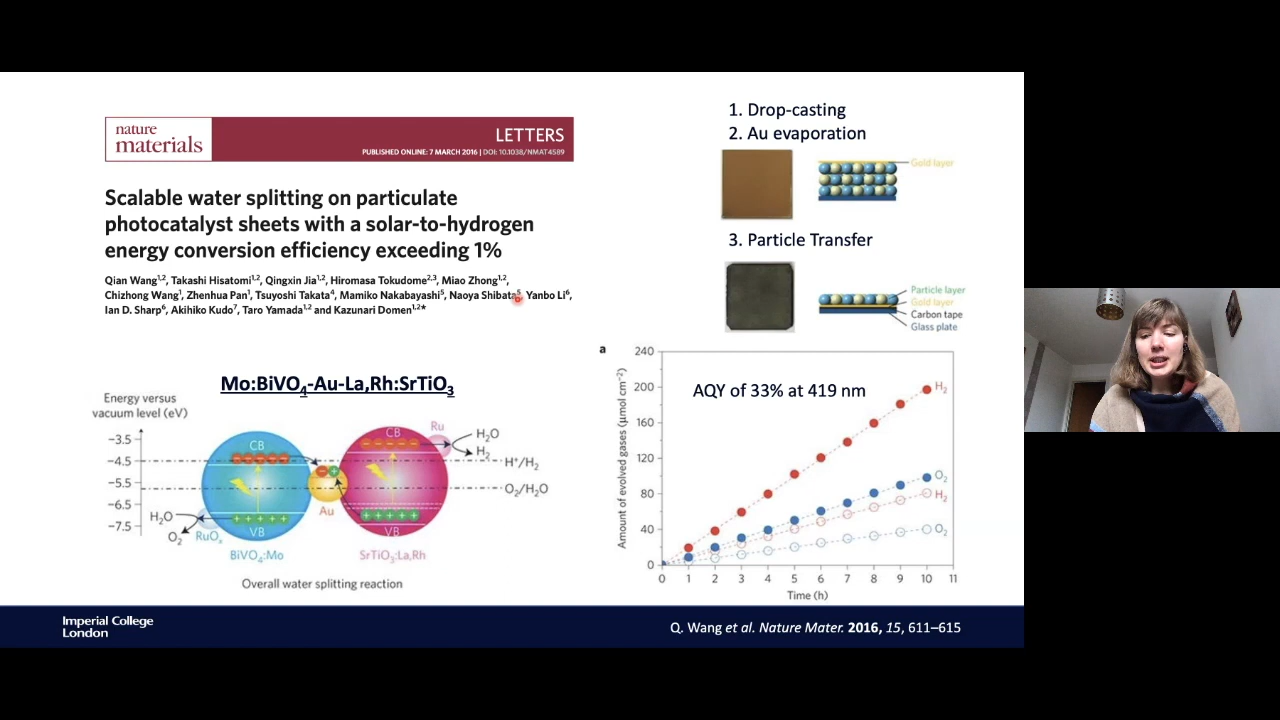 nature
materials
LETTERS
PUBLISHED ONLINE: 7 MARCH 2016 | DOI: 10.1038/NMAT4589
Scalable water splitting on particulate
photocatalyst sheets with a solar-to-hydrogen
energy conversion efficiency exceeding 1%
Qian Wang1,2, Takashi Hisatomi1,2, Qingxin Jia1,2, Hiromasa Tokudome2,3, Miao Zhong1,2,
Chizhong Wang1, Zhenhua Pan1, Tsuyoshi Takata4, Mamiko Nakabayashi5, Naoya Shibata5, Yanbo Li6,
Ian D. Sharp6, Akihiko Kudo7, Taro Yamada1,2 and Kazunari Domen1,2*
Mo:BiVO4-Au-La,Rh:SrTiO3
Energy versus
vacuum level (eV)
−3.5
−4.5
−5.5
−6.5
−7.5
CB
CB
Ru
H2O
H2
H+/H2
O2/H2O
Au
H2O
O2
RuOx
VB
VB
BiVO4:Mo
SrTiO3:La,Rh
Overall water splitting reaction
1. Drop-casting
2. Au evaporation
Gold layer
3. Particle Transfer
Particle layer
Gold layer
Carbon tape
Glass plate
a
Amount of evolved gases (μmol cm−2)
240
200
160
120
80
40
0
AQY of 33% at 419 nm
H2
O2
H2
O2
0 1 2 3 4 5 6 7 8 9 10 11
Time (h)
Imperial College
London
Q. Wang et al. Nature Mater. 2016, 15, 611–615